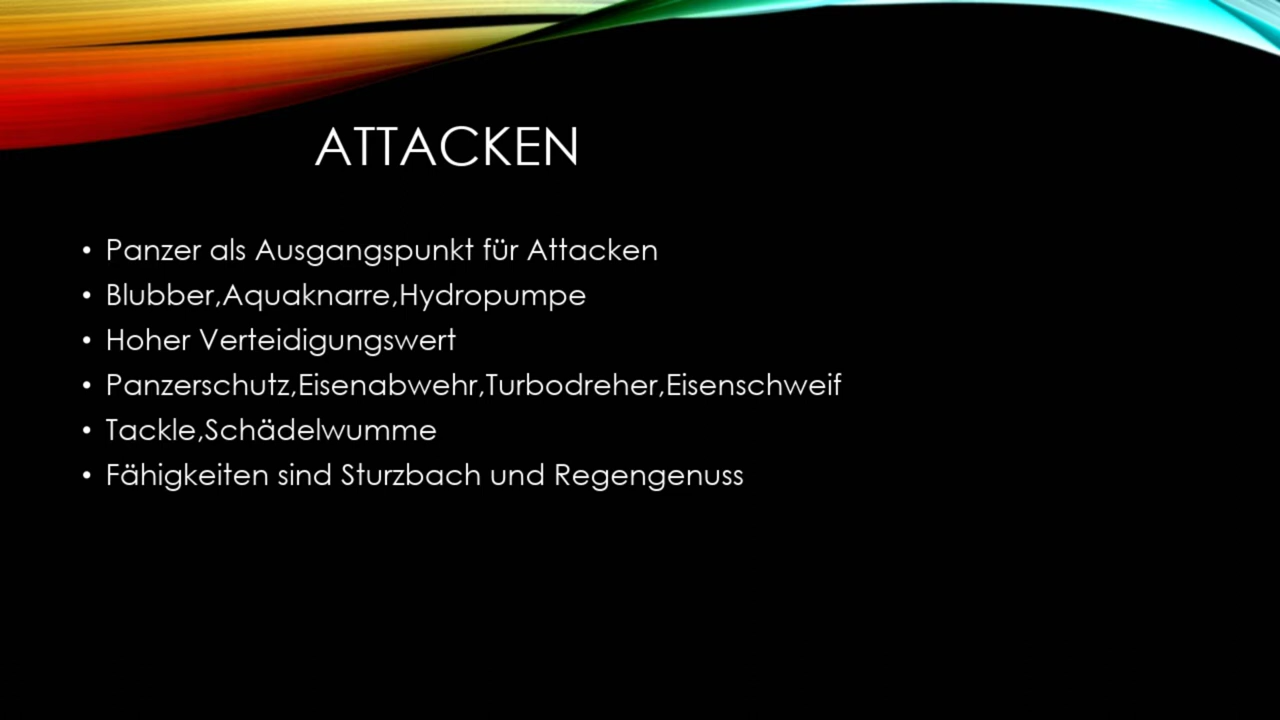 ATTACKEN
• Panzer als Ausgangspunkt für Attacken
• Blubber,Aquaknarre,Hydropumpe
• Hoher Verteidigungswert
• Panzerschutz,Eisenabwehr,Turbodreher,Eisenschweif
• Tackle,Schädelwumme
• Fähigkeiten sind Sturzbach und Regengenuss